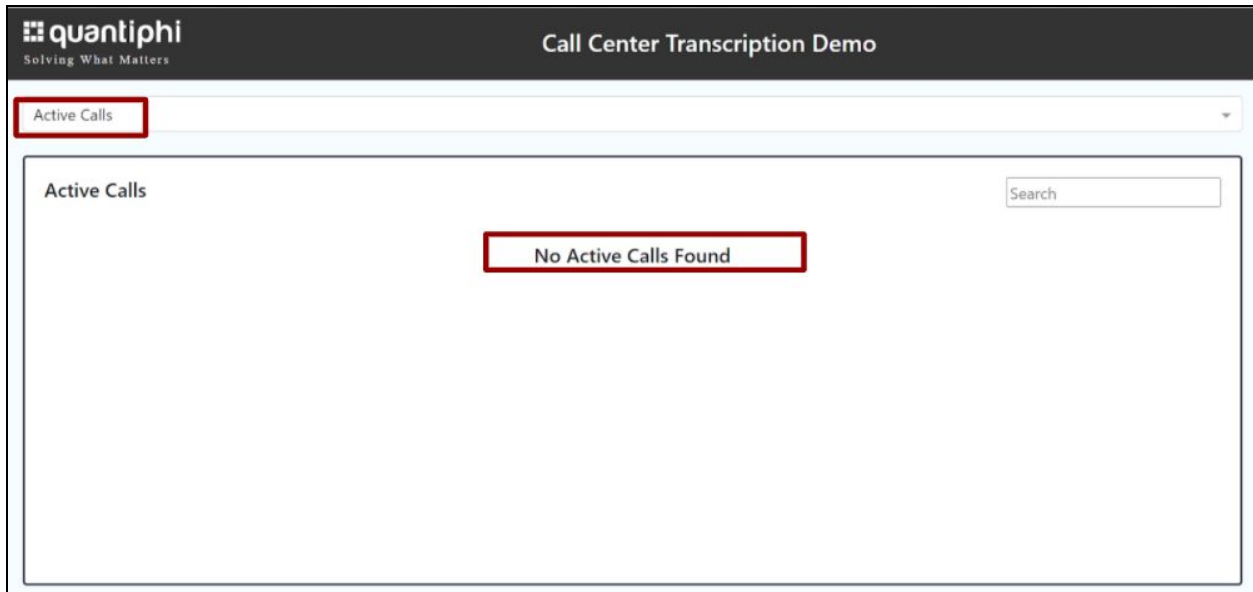 quantiphi
Solving What Matters
Call Center Transcription Demo
Active Calls
Active Calls
Search
No Active Calls Found